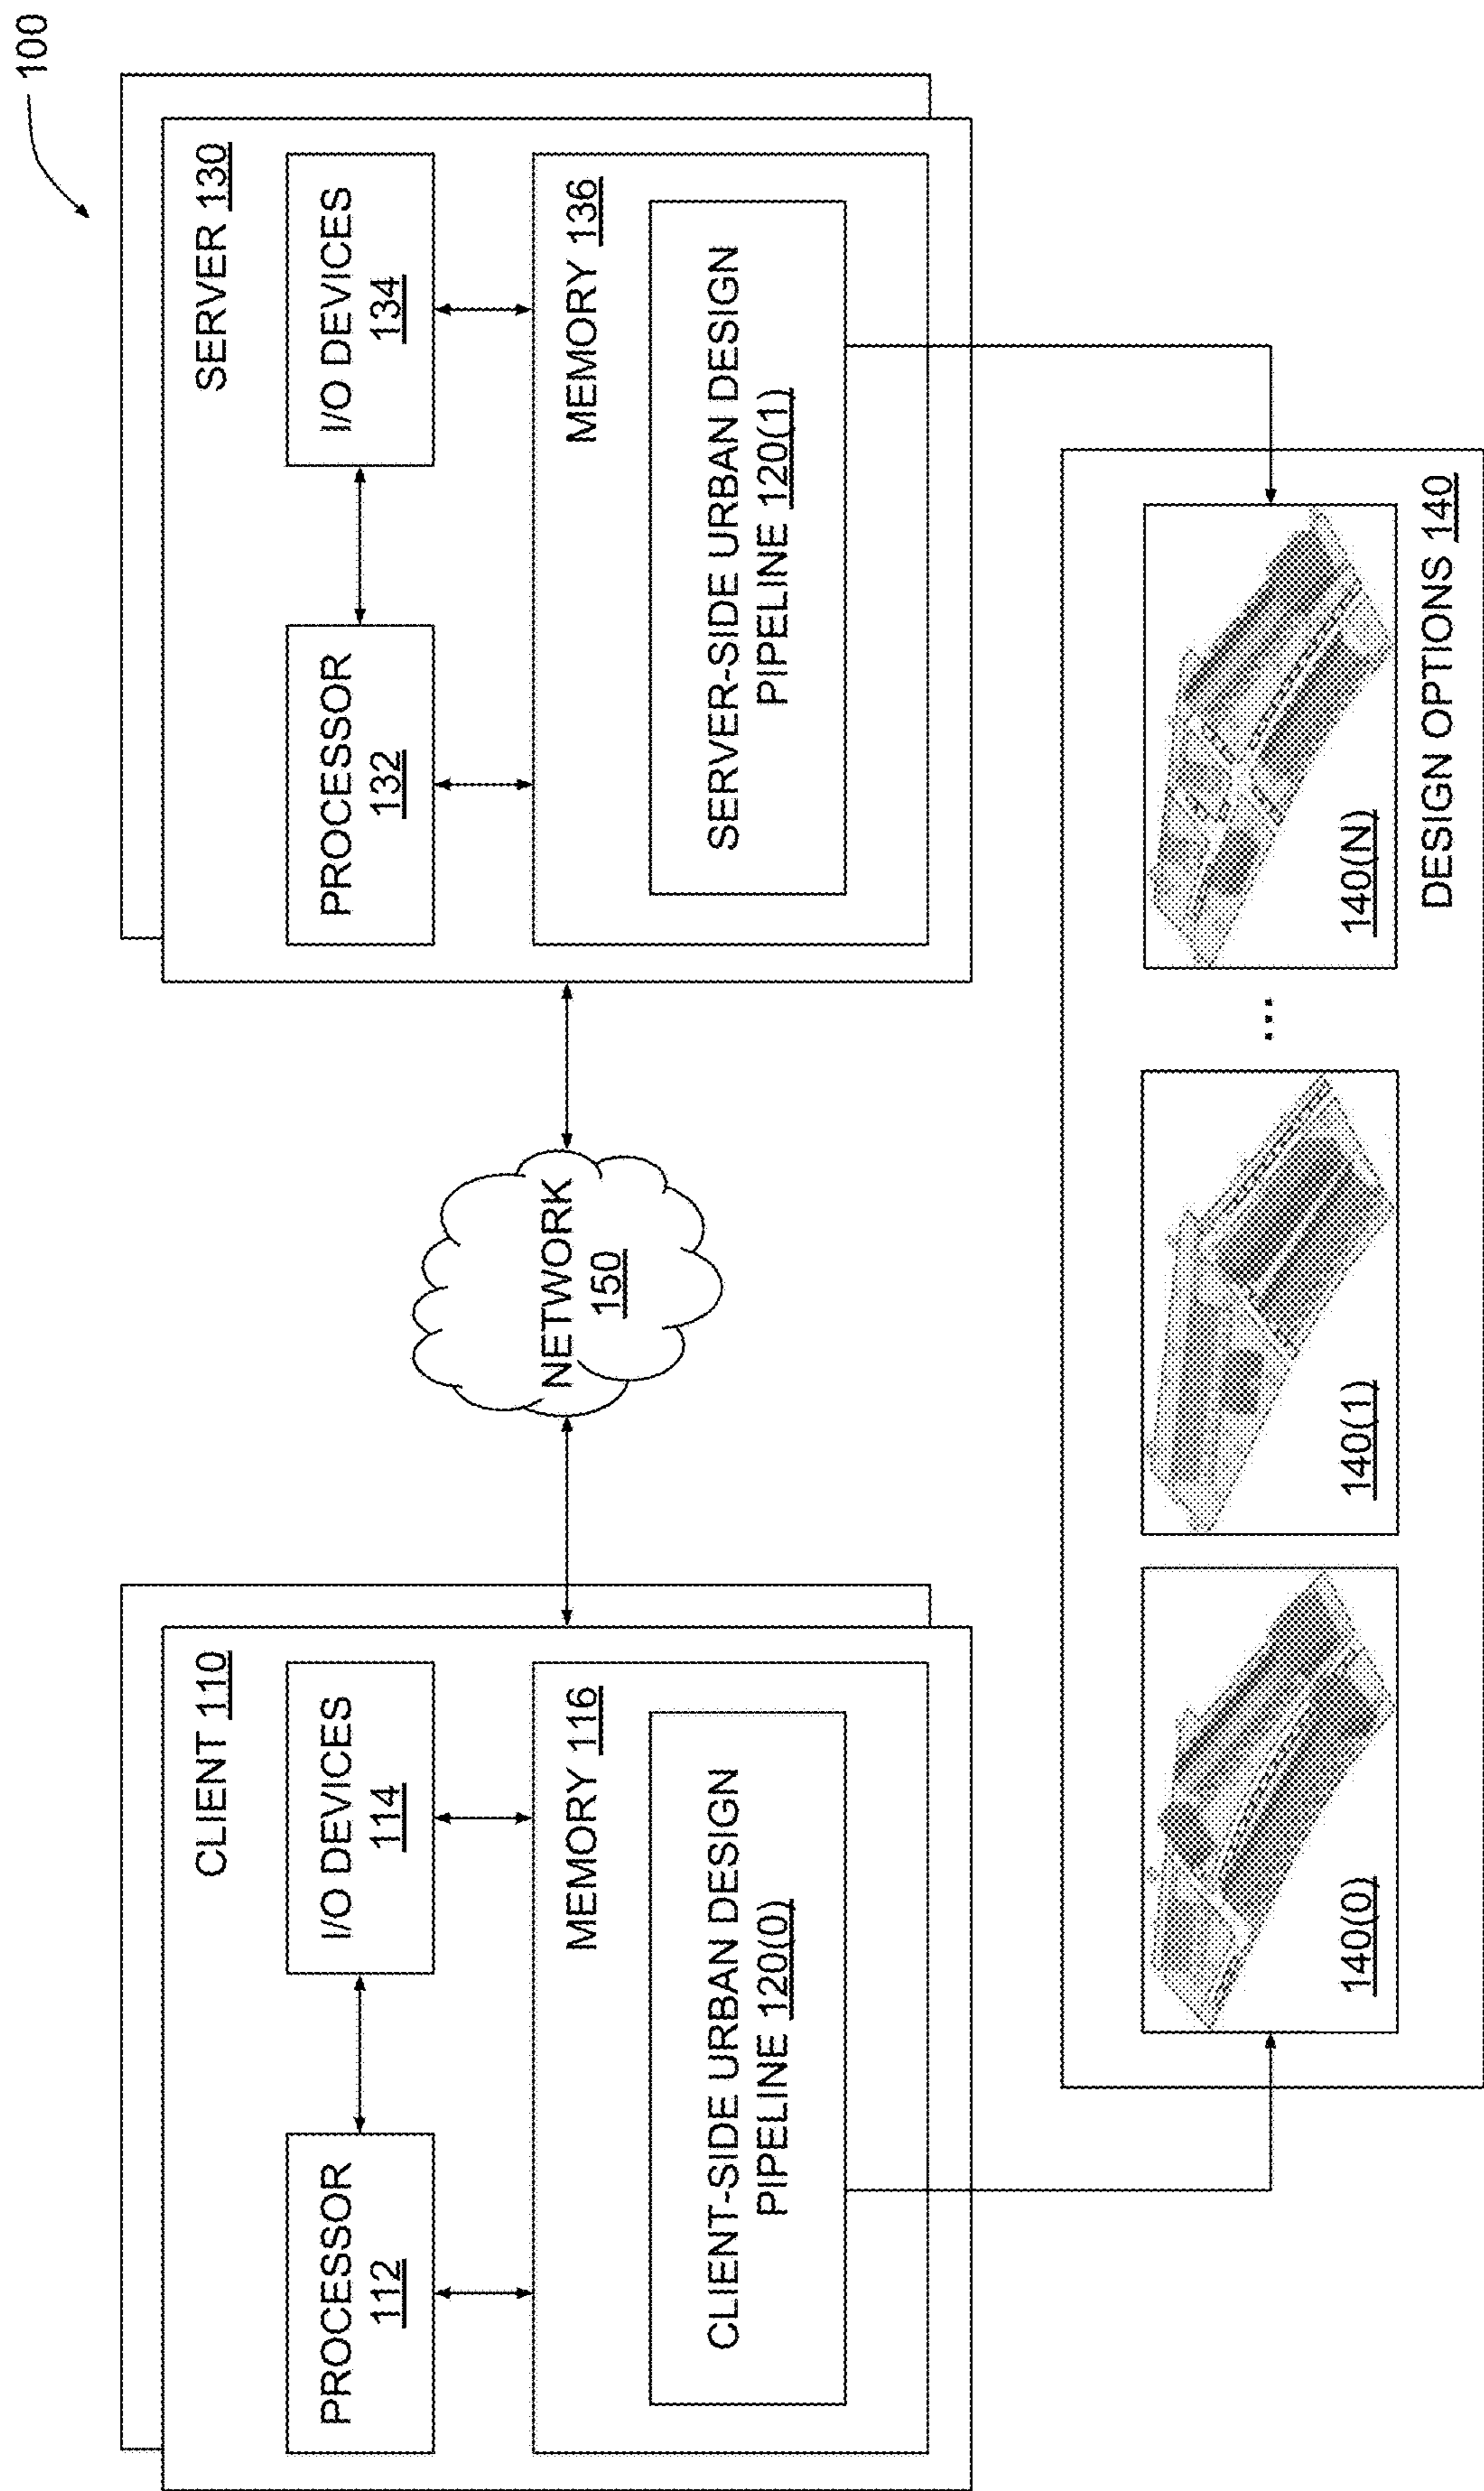 100
CLIENT 110
PROCESSOR
112
I/O DEVICES
114
MEMORY 116
CLIENT-SIDE URBAN DESIGN
PIPELINE 120(0)
NETWORK
150
SERVER 130
PROCESSOR
132
I/O DEVICES
134
MEMORY 136
SERVER-SIDE URBAN DESIGN
PIPELINE 120(1)
140(0)
140(1)
...
140(N)
DESIGN OPTIONS 140